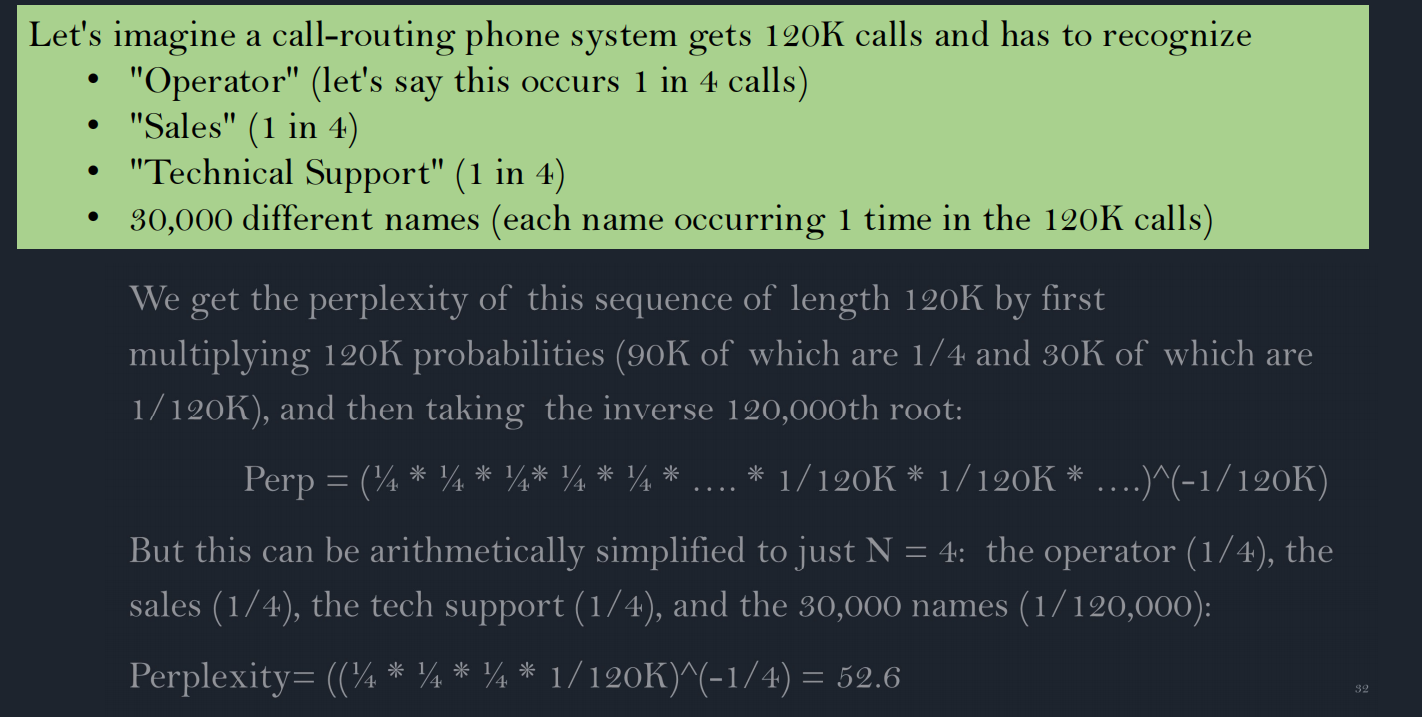 Let's imagine a call-routing phone system gets 120K calls and has to recognize
• "Operator" (let's say this occurs 1 in 4 calls)
• "Sales" (1 in 4)
• "Technical Support" (1 in 4)
• 30,000 different names (each name occurring 1 time in the 120K calls)
We get the perplexity of this sequence of length 120K by first
multiplying 120K probabilities (90K of which are 1/4 and 30K of which are
1/120K), and then taking the inverse 120,000th root:
Perp = (¼ * ¼ * ¼* ¼ * ¼ * …. * 1/120K * 1/120K * ….)^(-1/120K)
But this can be arithmetically simplified to just N = 4: the operator (1/4), the
sales (1/4), the tech support (1/4), and the 30,000 names (1/120,000):
Perplexity= ((¼ * ¼ * ¼ * 1/120K)^(-1/4) = 52.6
32